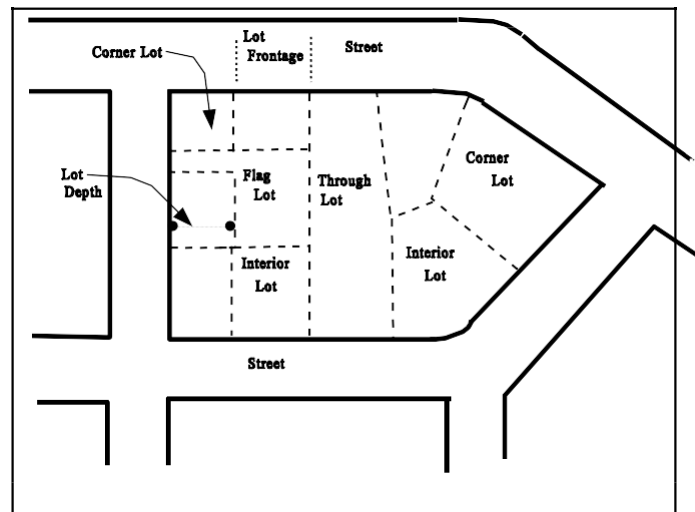 Lot
Frontage
Street
Corner Lot
Corner
Lot
Lot
Depth
Flag
Lot
Through
Lot
Interior
Lot
Interior
Lot
Street